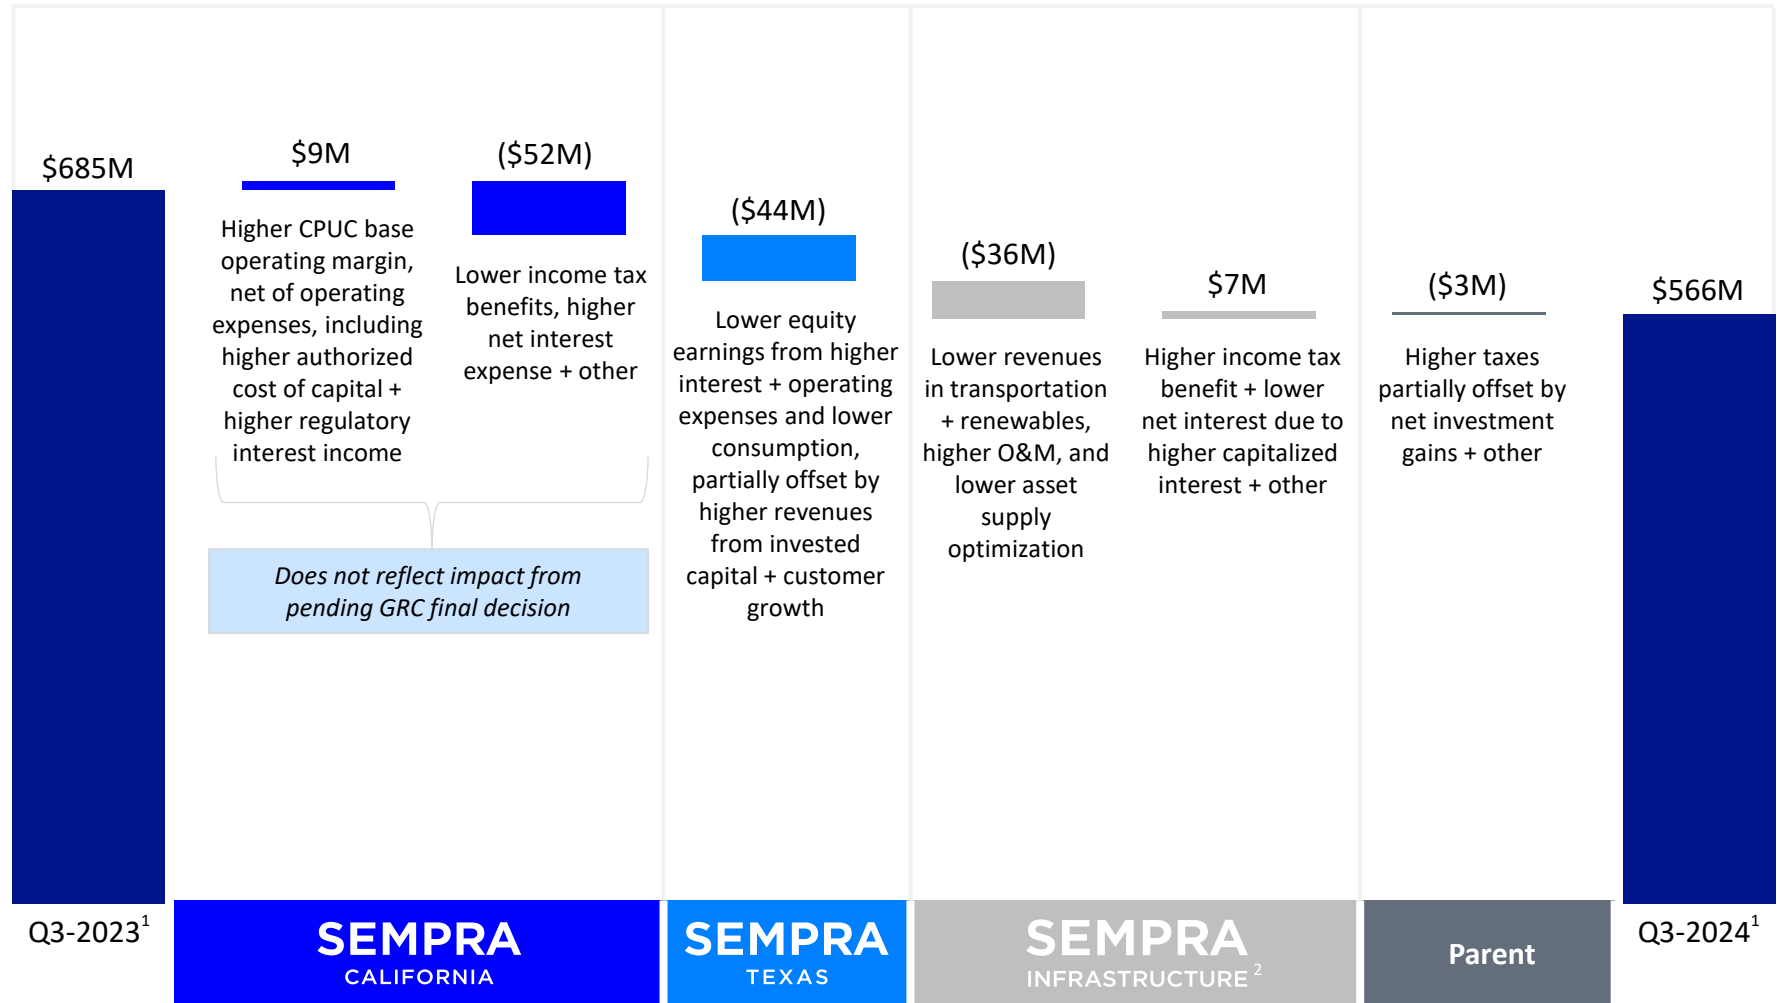 $685M
$9M
Higher CPUC base
operating margin,
net of operating
expenses, including
higher authorized
cost of capital +
higher regulatory
interest income
($52M)
Lower income tax
benefits, higher
net interest
expense + other
Does not reflect impact from
pending GRC final decision
($44M)
Lower equity
earnings from higher
interest + operating
expenses and lower
consumption,
partially offset by
higher revenues
from invested
capital + customer
growth
($36M)
Lower revenues
in transportation
+ renewables,
higher O&M, and
lower asset
supply
optimization
$7M
Higher income tax
benefit + lower
net interest due to
higher capitalized
interest + other
($3M)
Higher taxes
partially offset by
net investment
gains + other
$566M
Q3-2023¹
SEMPRA
CALIFORNIA
SEMPRA
TEXAS
SEMPRA
INFRASTRUCTURE²
Parent
Q3-2024¹